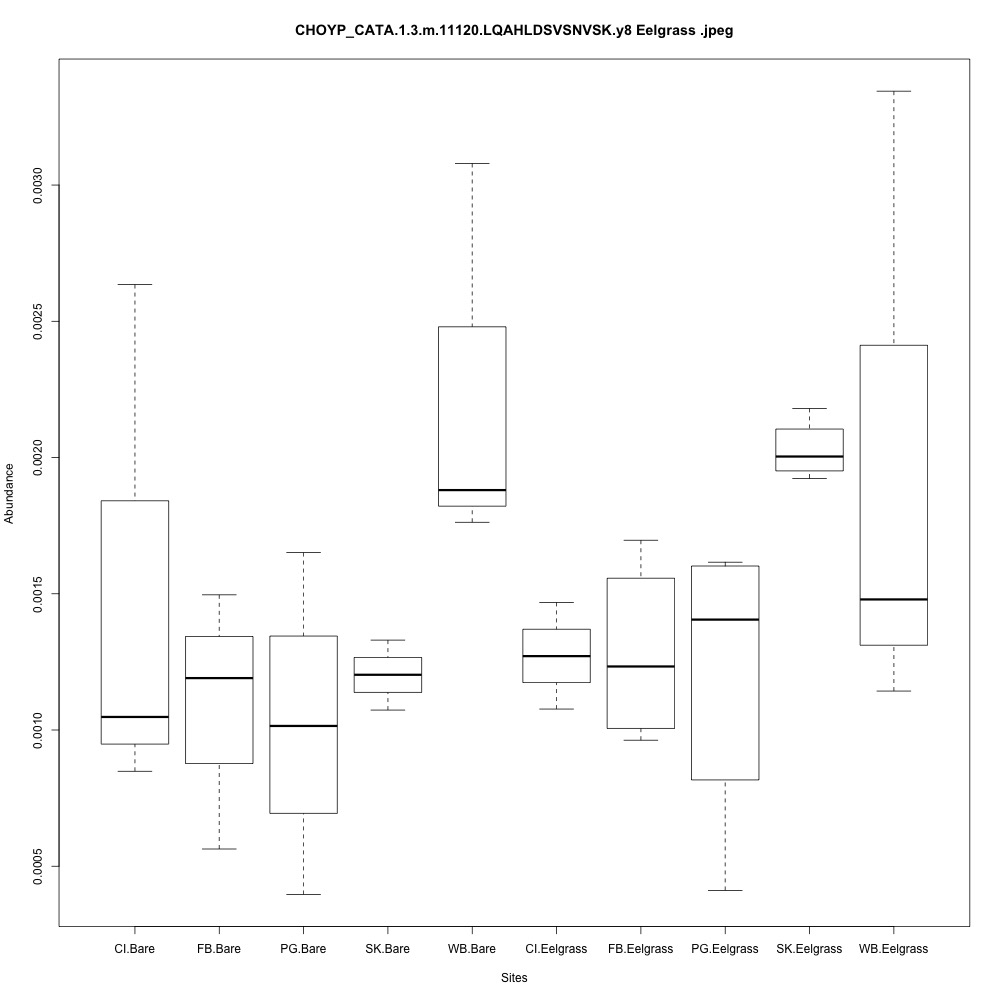 CHOYP_CATA.1.3.m.11120.LQAHLDSVSNVSK.y8 Eelgrass .jpeg
Abundance
0.0030
0.0025
0.0020
0.0015
0.0010
0.0005
CI.Bare FB.Bare PG.Bare SK.Bare WB.Bare CI.Eelgrass FB.Eelgrass PG.Eelgrass SK.Eelgrass WB.Eelgrass
Sites